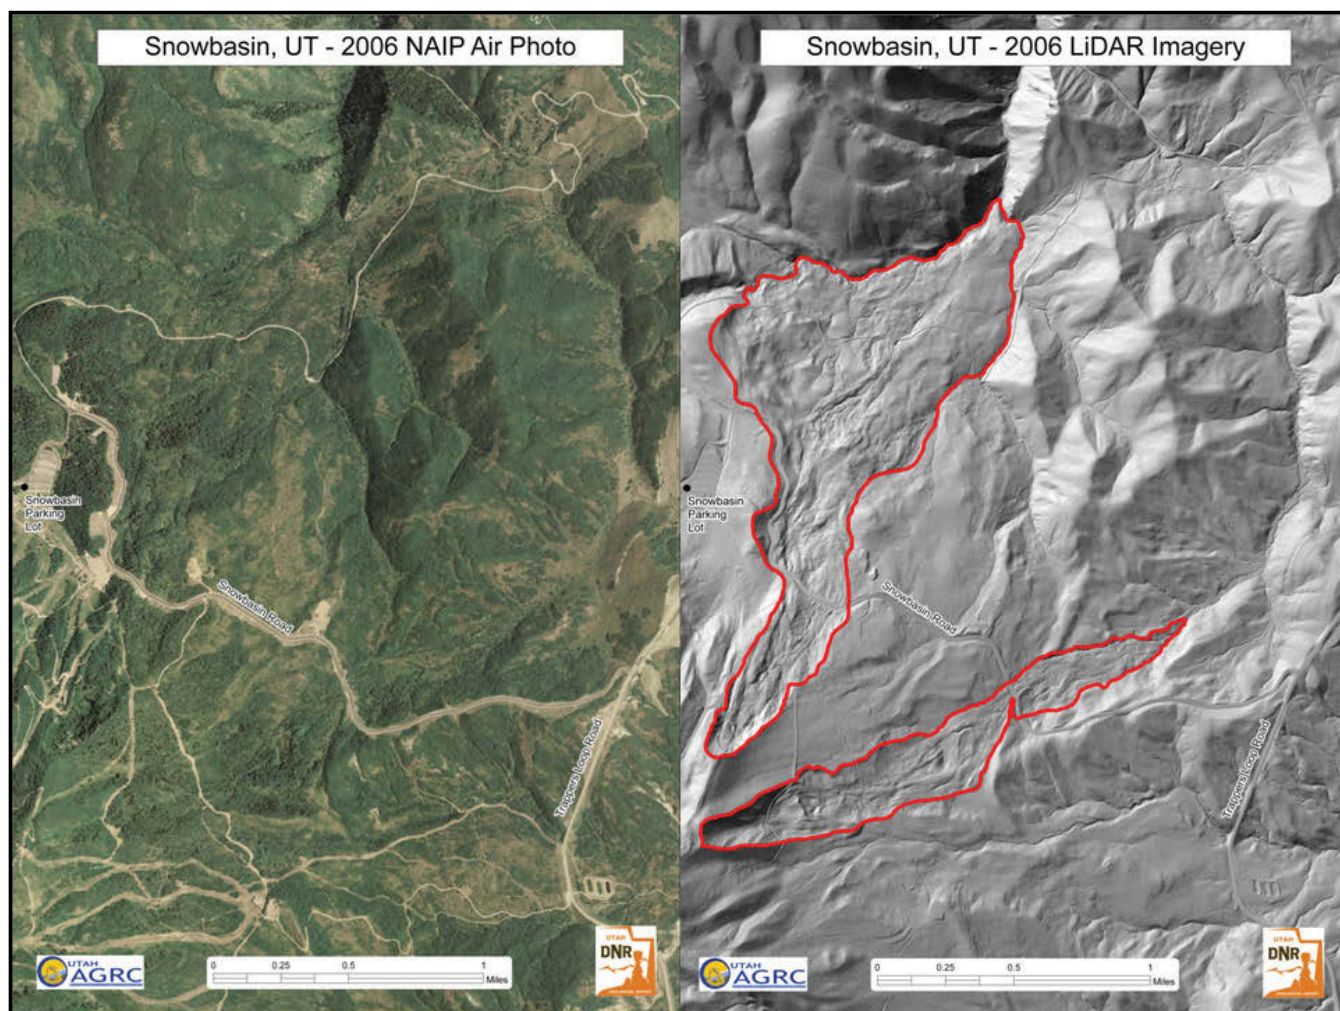 Snowbasin, UT - 2006 NAIP Air Photo
Snowbasin
Parking
Lot
Snowbasin Road
Trappers Loop Road
UTAH
AGRC
0
0.25
0.5
1
Miles
UTAH
DNR
Snowbasin, UT - 2006 LiDAR Imagery
Snowbasin
Parking
Lot
Snowbasin Road
Trappers Loop Road
UTAH
AGRC
0
0.25
0.5
1
Miles
UTAH
DNR